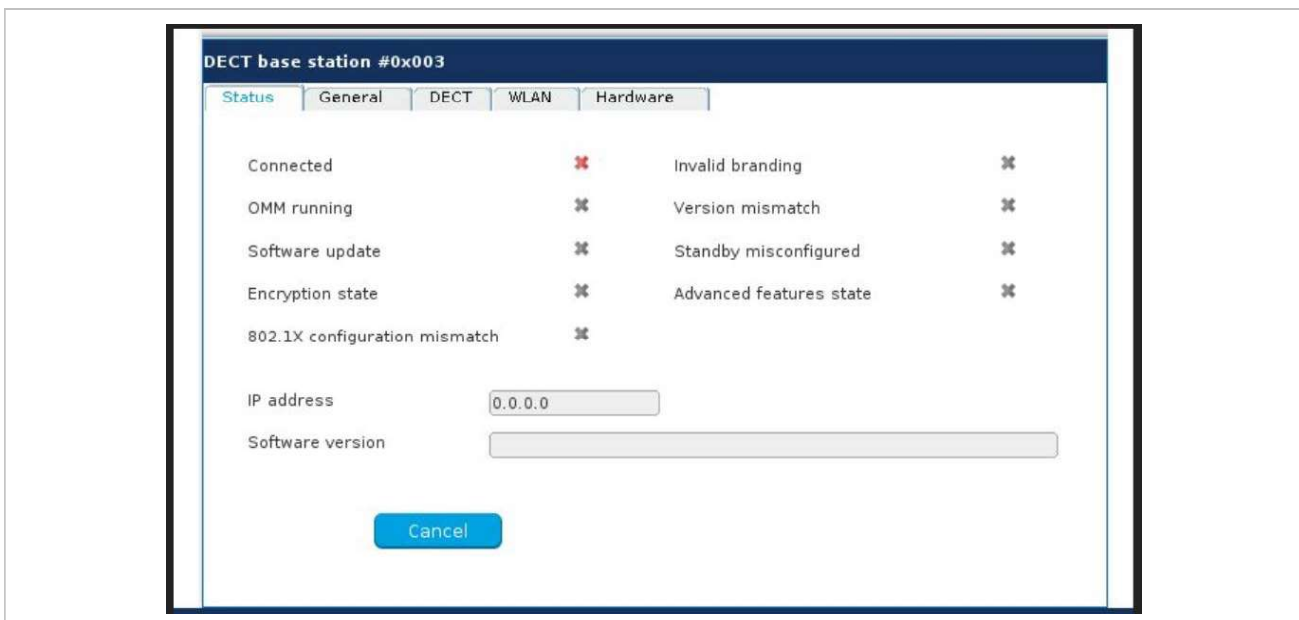 DECT base station #0x003
Status General DECT WLAN Hardware
Connected Invalid branding
OMM running Version mismatch
Software update Standby misconfigured
Encryption state Advanced features state
802.1X configuration mismatch
IP address 0.0.0.0
Software version
Cancel